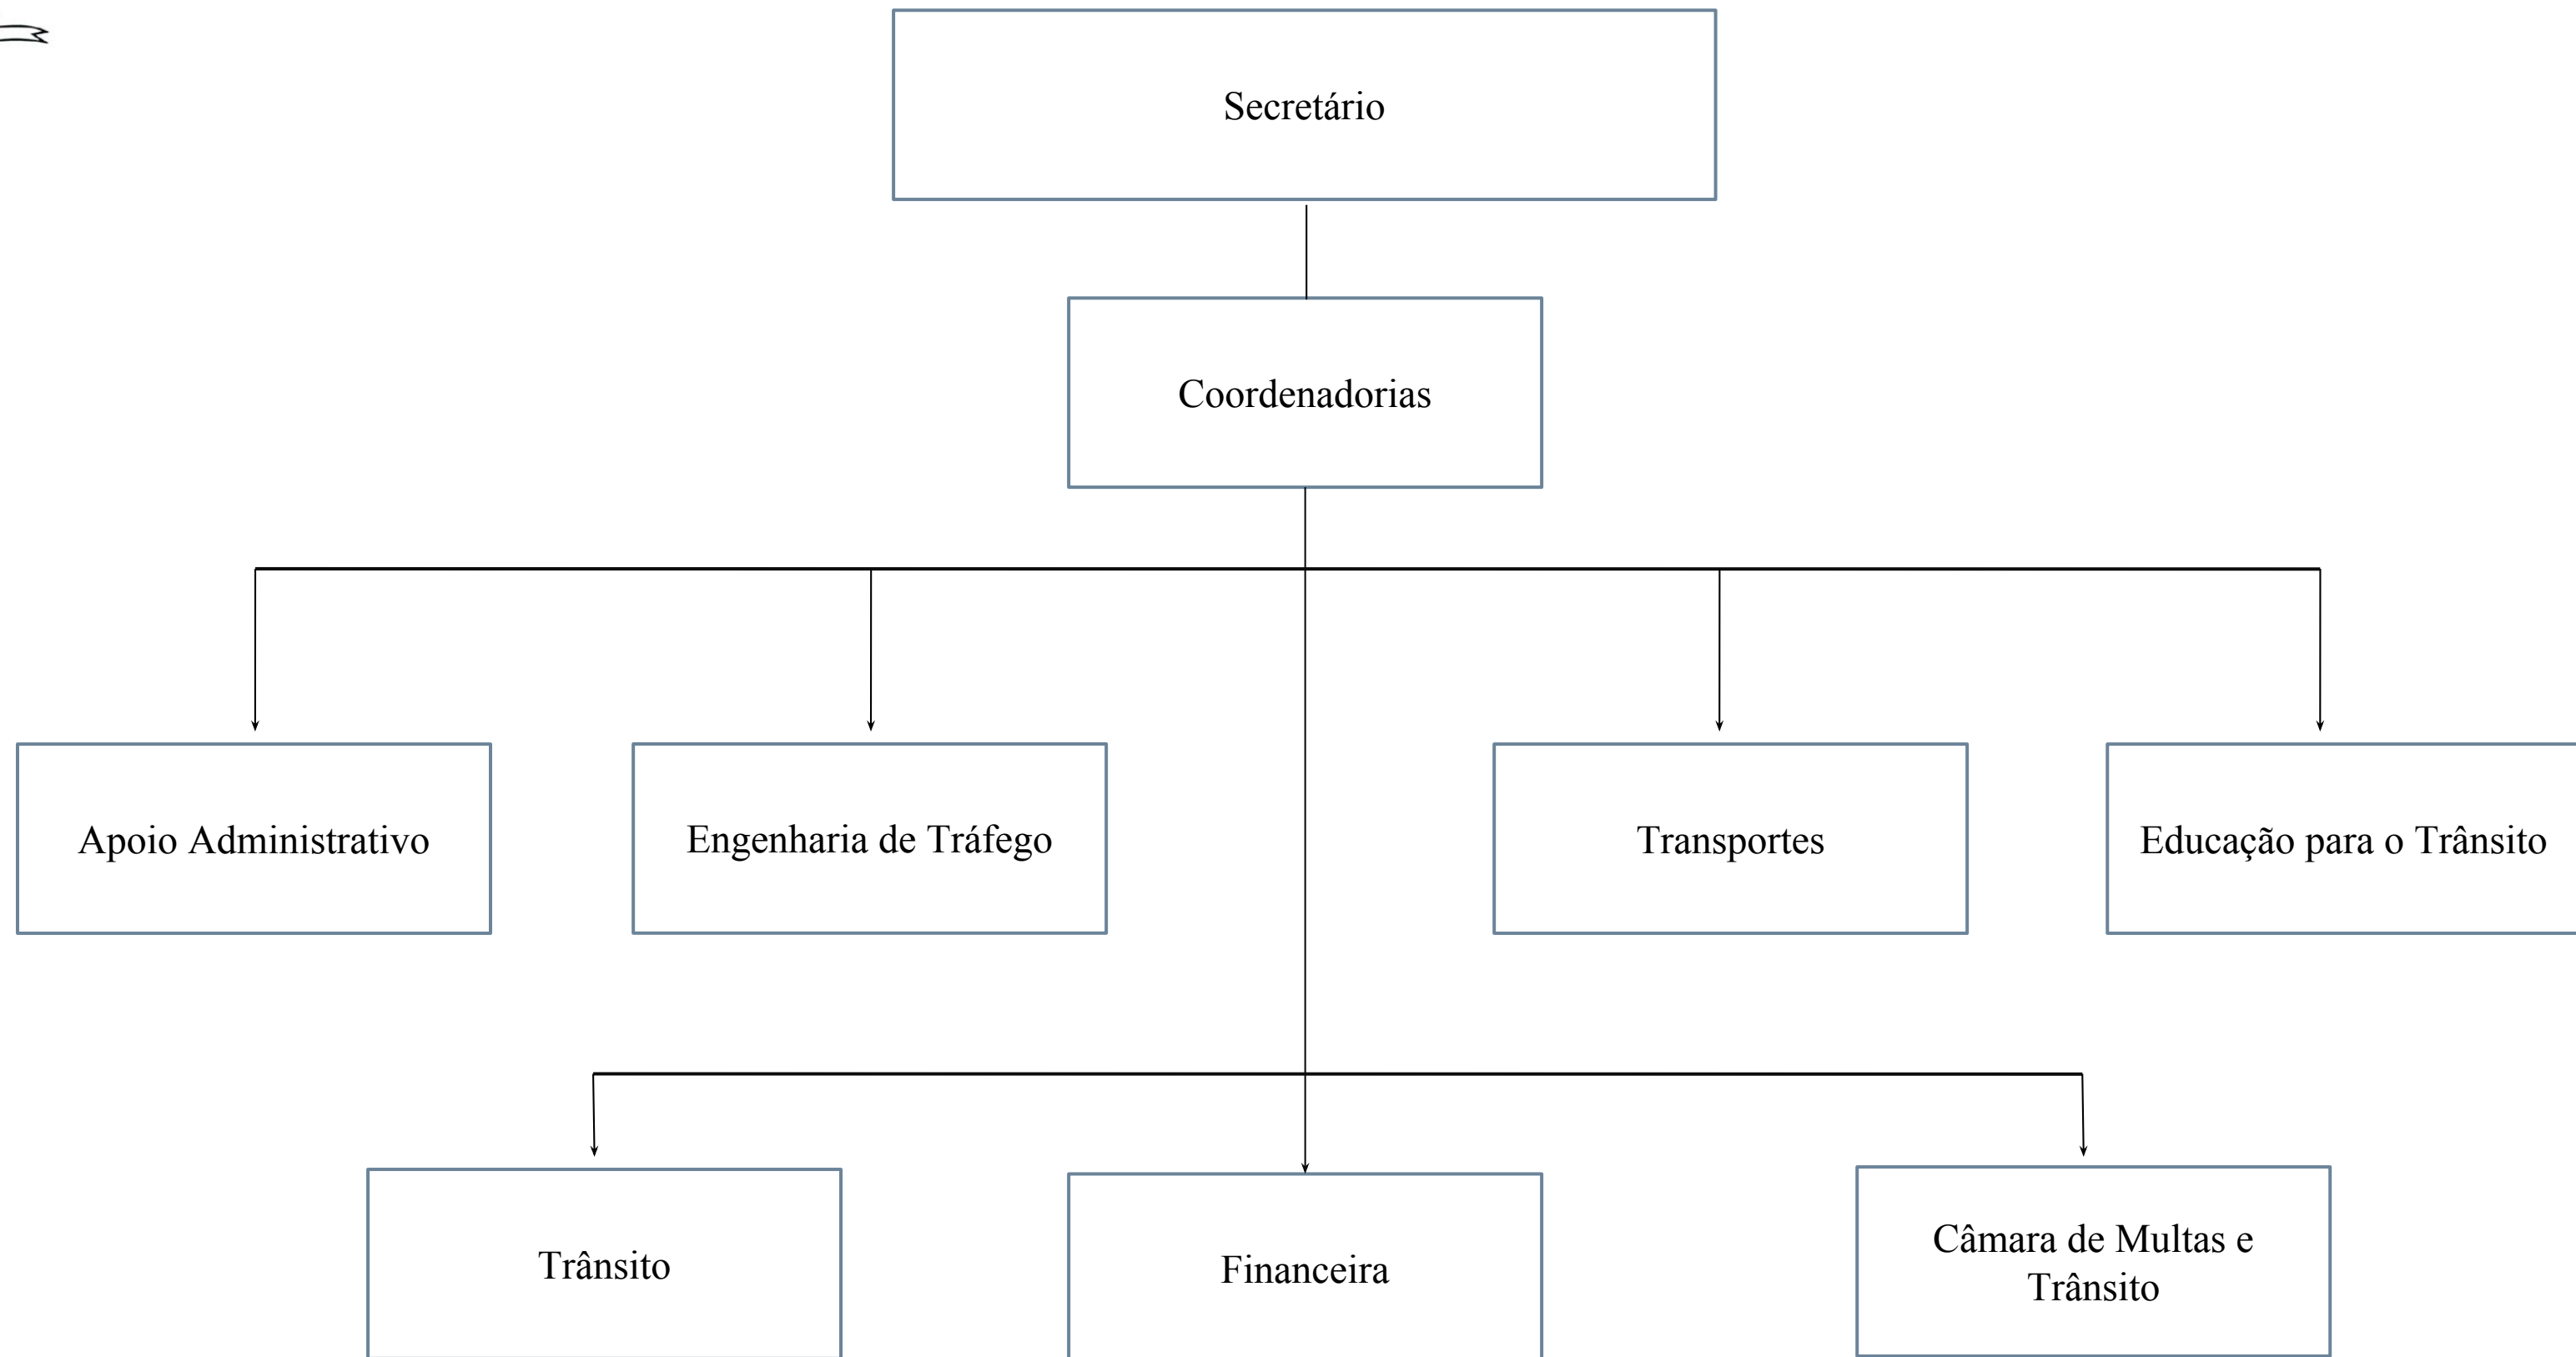 Secretário
Coordenadorias
Apoio Administrativo
Engenharia de Tráfego
Transportes
Educação para o Trânsito
Trânsito
Financeira
Câmara de Multas e
Trânsito